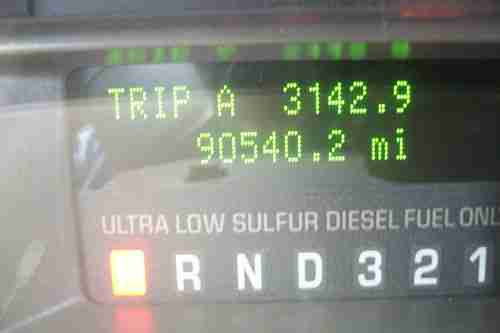 TRIP A 3142.9
90540.2 mi
ULTRA LOW SULFUR DIESEL FUEL ONL
R N D 3 2 1